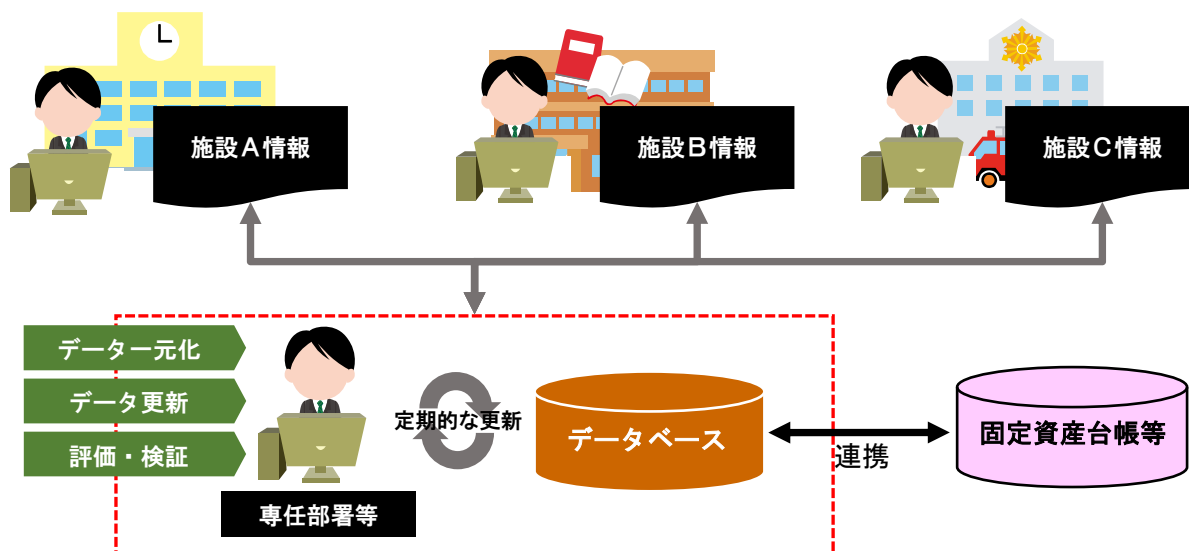 施設A情報
施設B情報
施設C情報
データ一元化
データ更新
評価・検証
定期的な更新
データベース
連携
固定資産台帳等
専任部署等